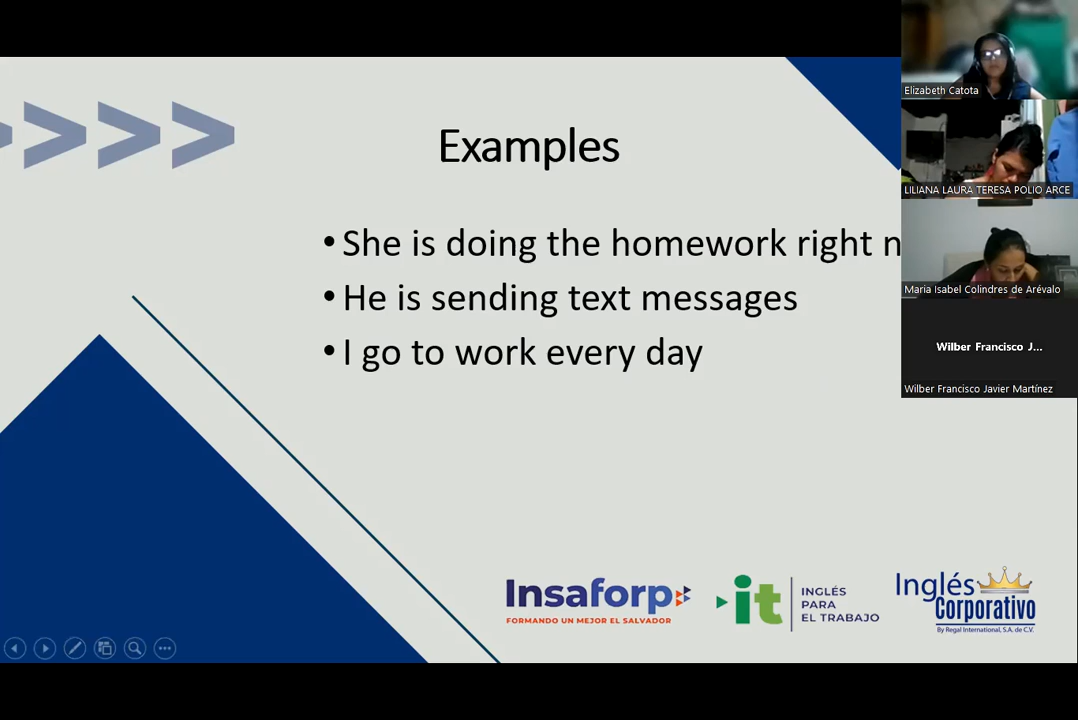 Examples
• She is doing the homework right
• He is sending text messages
• I go to work every day
Elizabeth Catota
LILIANA LAURA TERESA POLIO ARCE
María Isabel Colindres de Arévalo
Wilber Francisco J...
Wilber Francisco Javier Martínez
Insaforp
FORMANDO UN MEJOR EL SALVADOR
it
INGLÉS
PARA
EL TRABAJO
Inglés
Corporativo
By Regal International, S.A. de C.V.